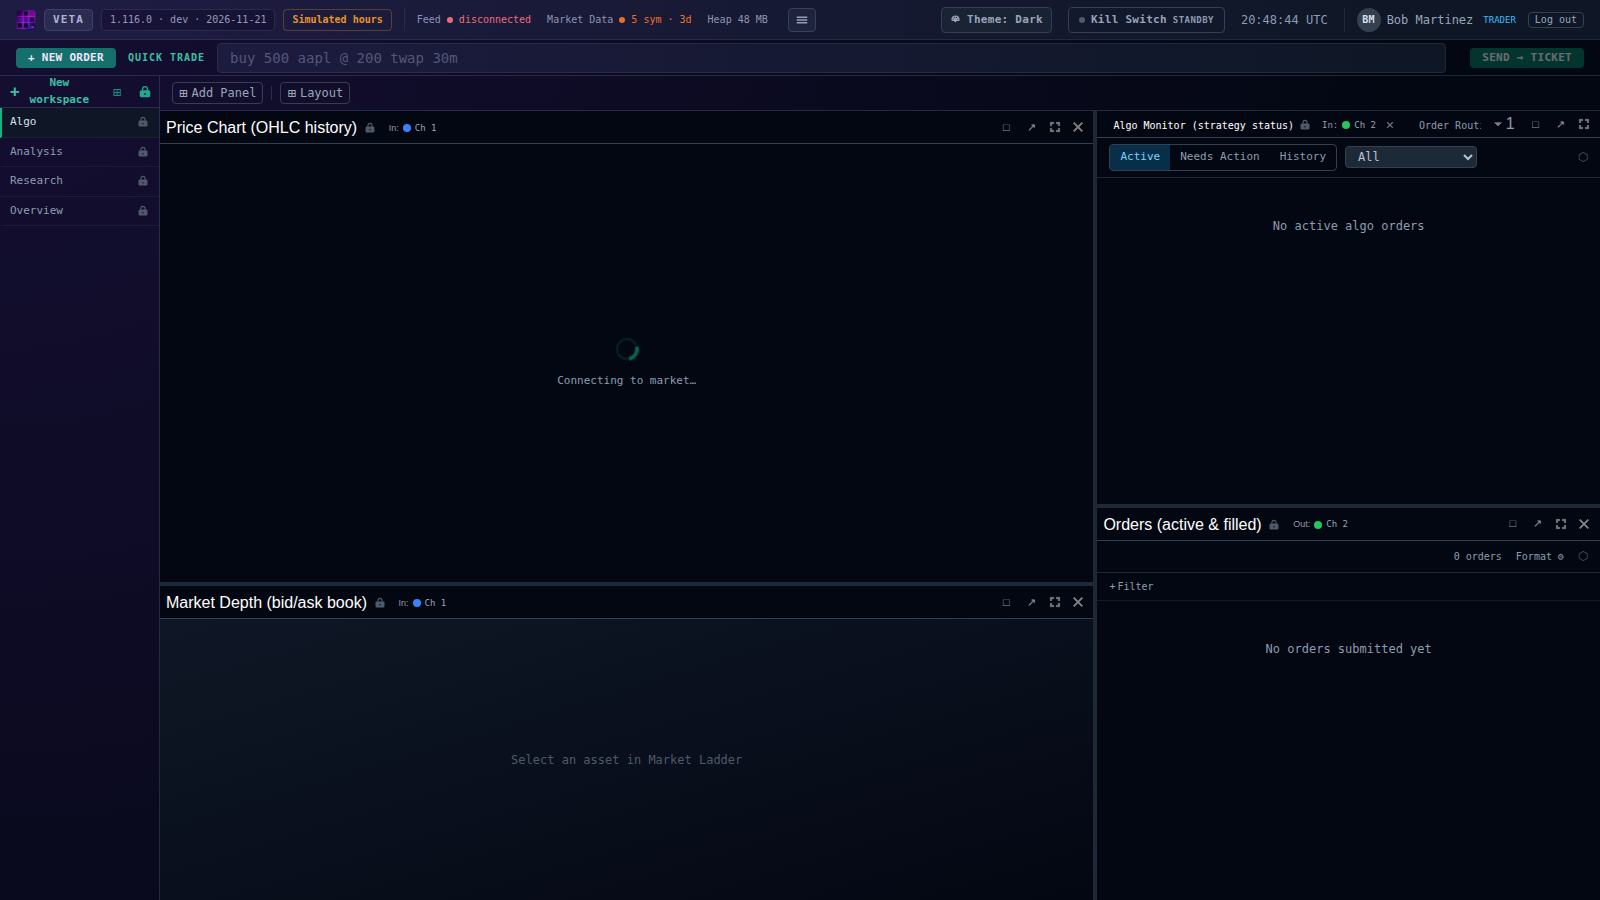 VETA
1.116.0 · dev · 2026-11-21
Simulated hours
Feed disconnected
Market Data 5 sym · 3d
Heap 48 MB
Theme: Dark
Kill Switch STANDBY
20:48:44 UTC
BM Bob Martinez TRADER
Log out
+ NEW ORDER
QUICK TRADE
buy 500 aapl @ 200 twap 30m
SEND → TICKET
+ New workspace
Algo
Analysis
Research
Overview
Add Panel
Layout
Price Chart (OHLC history)
In: Ch 1
Connecting to market…
Market Depth (bid/ask book)
In: Ch 1
Select an asset in Market Ladder
Algo Monitor (strategy status)
In: Ch 2
Order Rout
1
Active
Needs Action
History
All
No active algo orders
Orders (active & filled)
Out: Ch 2
0 orders
Format
+ Filter
No orders submitted yet